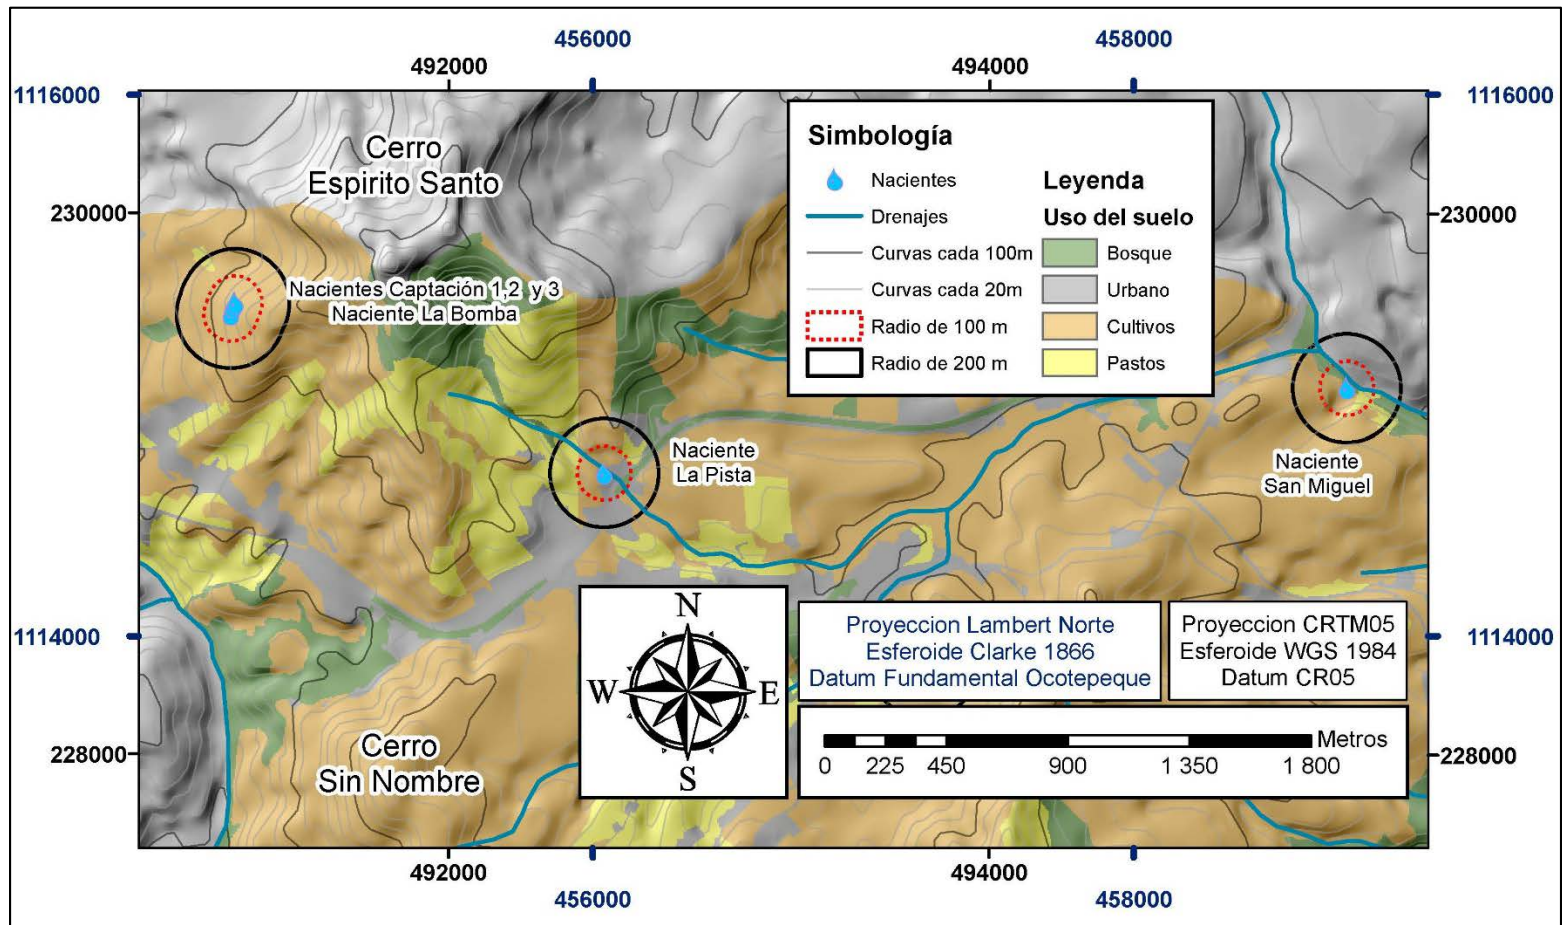 456000
458000
492000
494000
1116000
1116000
Cerro
Espirito Santo
Simbología
Nacientes
Drenajes
Curvas cada 100m
Curvas cada 20m
Radio de 100 m
Radio de 200 m
Leyenda
Uso del suelo
Bosque
Urbano
Cultivos
Pastos
230000
230000
Nacientes Captación 1,2 y 3
Naciente La Bomba
Naciente
La Pista
Naciente
San Miguel
N
W
E
S
Proyeccion Lambert Norte
Esferoide Clarke 1866
Datum Fundamental Ocotepeque
Proyeccion CRTM05
Esferoide WGS 1984
Datum CR05
1114000
1114000
Metros
0
225
450
900
1 350
1 800
Cerro
Sin Nombre
228000
228000
492000
494000
456000
458000